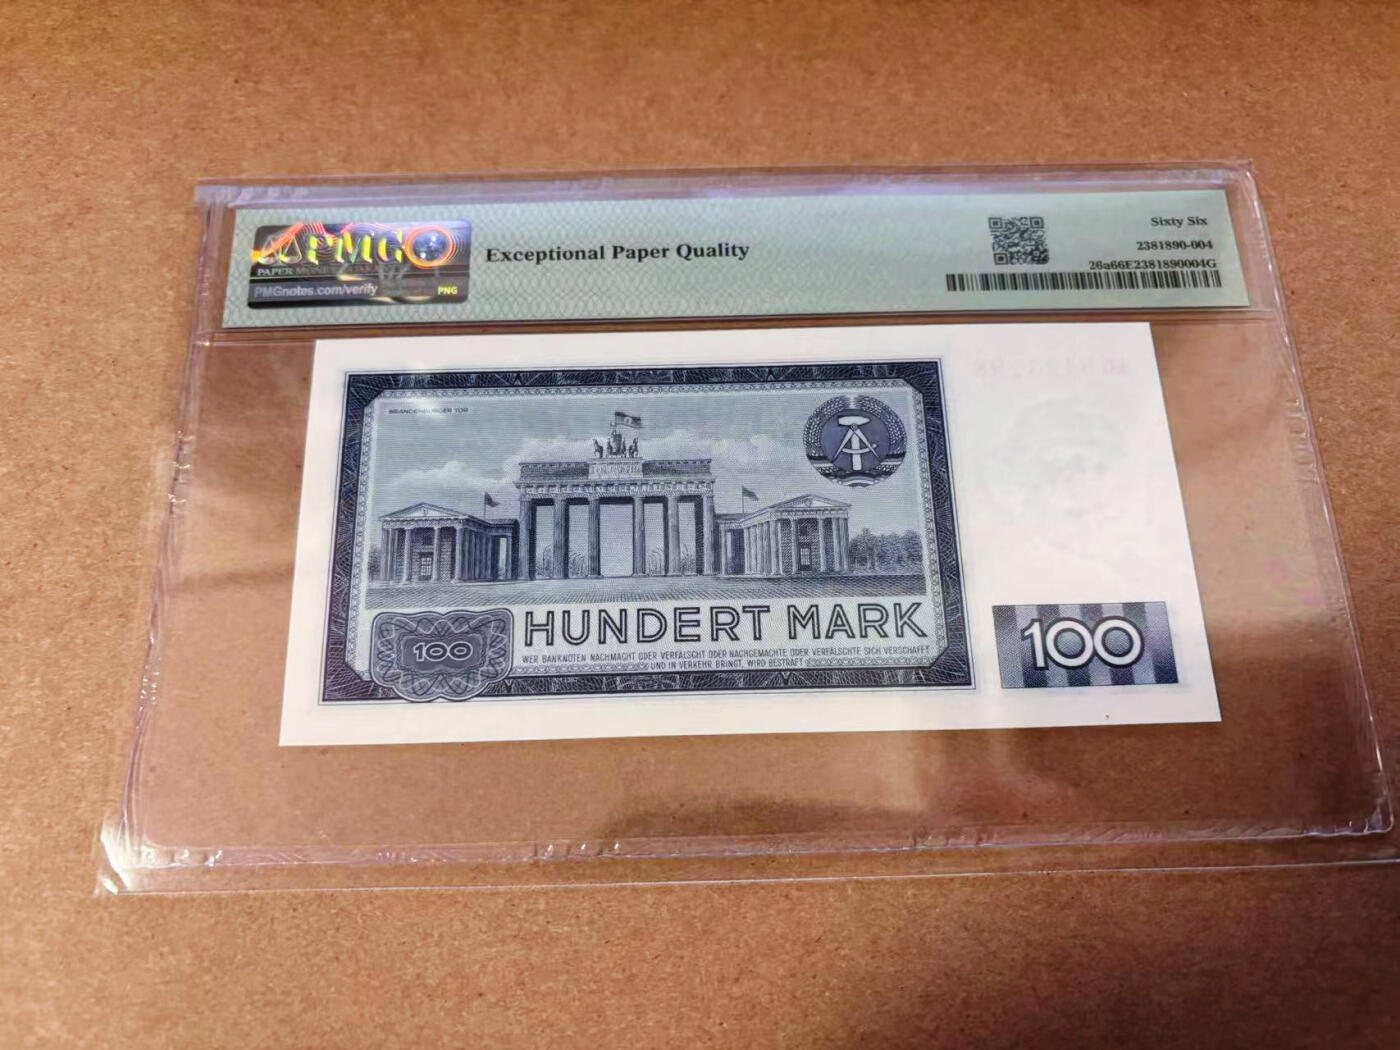 PMG
PAPER MONEY
PMGnotes.com/verify
PNG
Exceptional Paper Quality
Sixty Six
2381890-004
26a66E2381890004G
BRANDENBURGER TOR
HUNDERT MARK
100
WER BANKNOTEN NACHMACHT ODER VERFÄLSCHT ODER NACHGEMACHTE ODER VERFÄLSCHTE SICH VERSCHAFFT
UND IN VERKEHR BRINGT, WIRD BESTRAFT
100